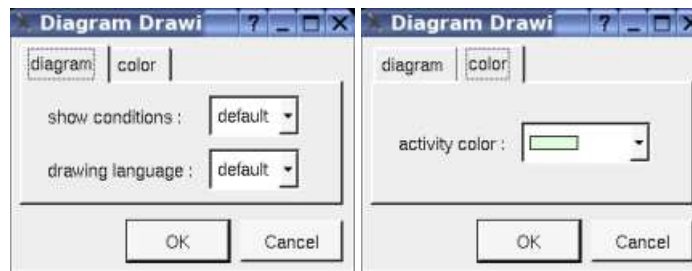 Diagram Drawi
diagram color
show conditions : default
drawing language : default
OK Cancel
Diagram Drawi
diagram color
activity color :
OK Cancel